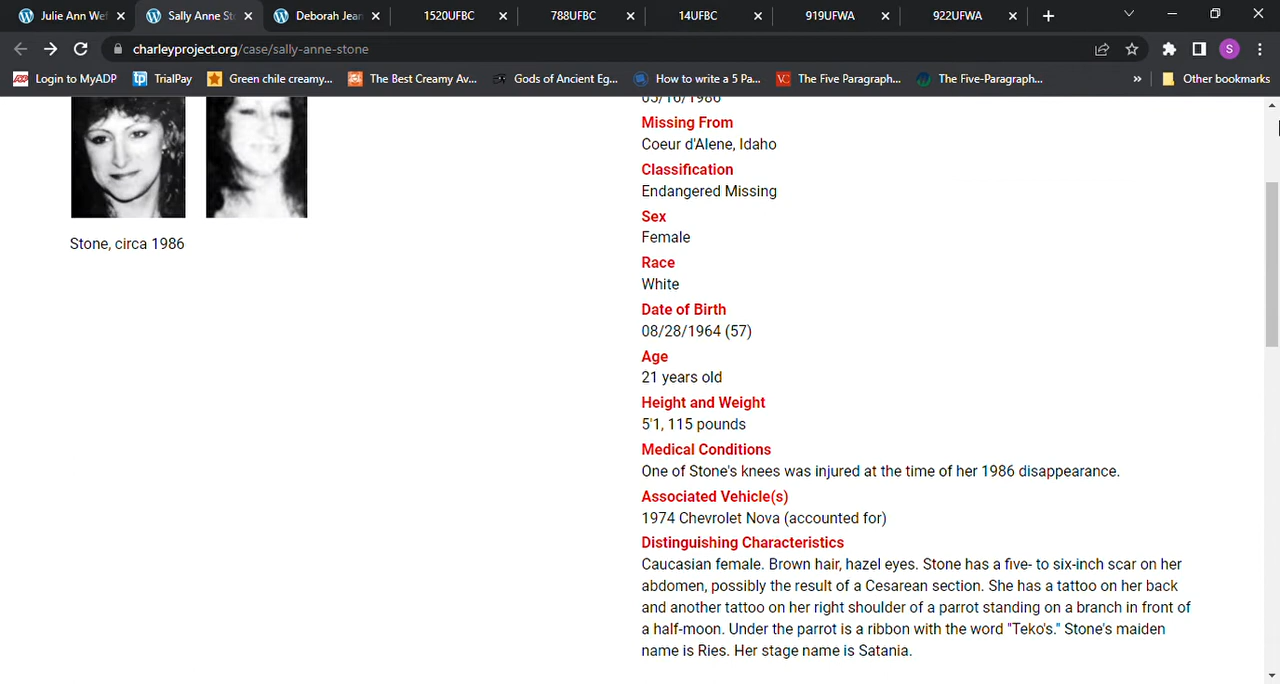 Julie Ann We
Sally Anne St
Deborah Jean
1520UFBC
788UFBC
14UFBC
919UFWA
922UFWA
charleyproject.org/case/sally-anne-stone
S
Login to MyADP
TrialPay
Green chile creamy...
The Best Creamy Av...
Gods of Ancient Eg...
How to write a 5 Pa...
The Five Paragraph...
The Five-Paragraph...
»
Other bookmarks
05/16/1986
Missing From
Coeur d'Alene, Idaho
Classification
Endangered Missing
Sex
Female
Race
White
Date of Birth
08/28/1964 (57)
Age
21 years old
Height and Weight
5'1, 115 pounds
Medical Conditions
One of Stone's knees was injured at the time of her 1986 disappearance.
Associated Vehicle(s)
1974 Chevrolet Nova (accounted for)
Distinguishing Characteristics
Caucasian female. Brown hair, hazel eyes. Stone has a five- to six-inch scar on her
abdomen, possibly the result of a Cesarean section. She has a tattoo on her back
and another tattoo on her right shoulder of a parrot standing on a branch in front of
a half-moon. Under the parrot is a ribbon with the word "Teko's." Stone's maiden
name is Ries. Her stage name is Satania.
Stone, circa 1986